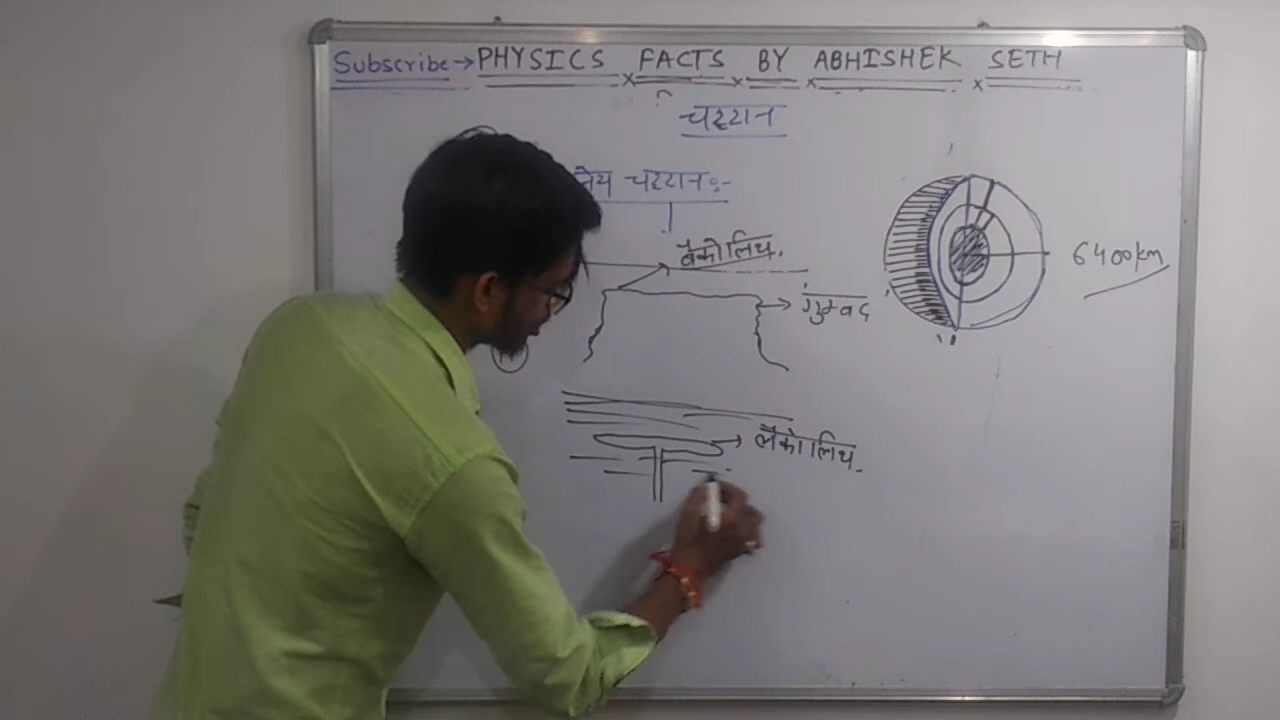 Subscribe→ PHYSICS FACTS BY ABHISHEK SETH
चट्टान
नेय चट्टान:-
बैकोलिथ.
6400km
गुम्बद
लैकोलिथ.